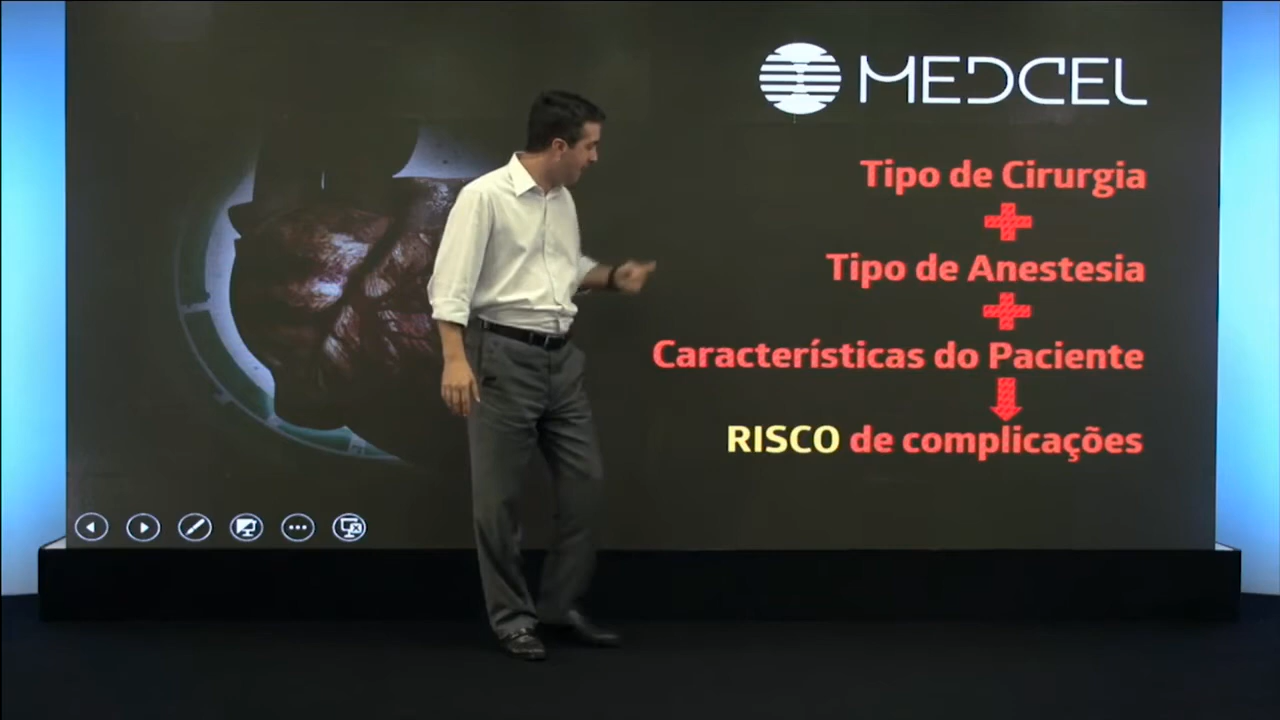 MEDCEL
Tipo de Cirurgia
+
Tipo de Anestesia
+
Características do Paciente
RISCO de complicações